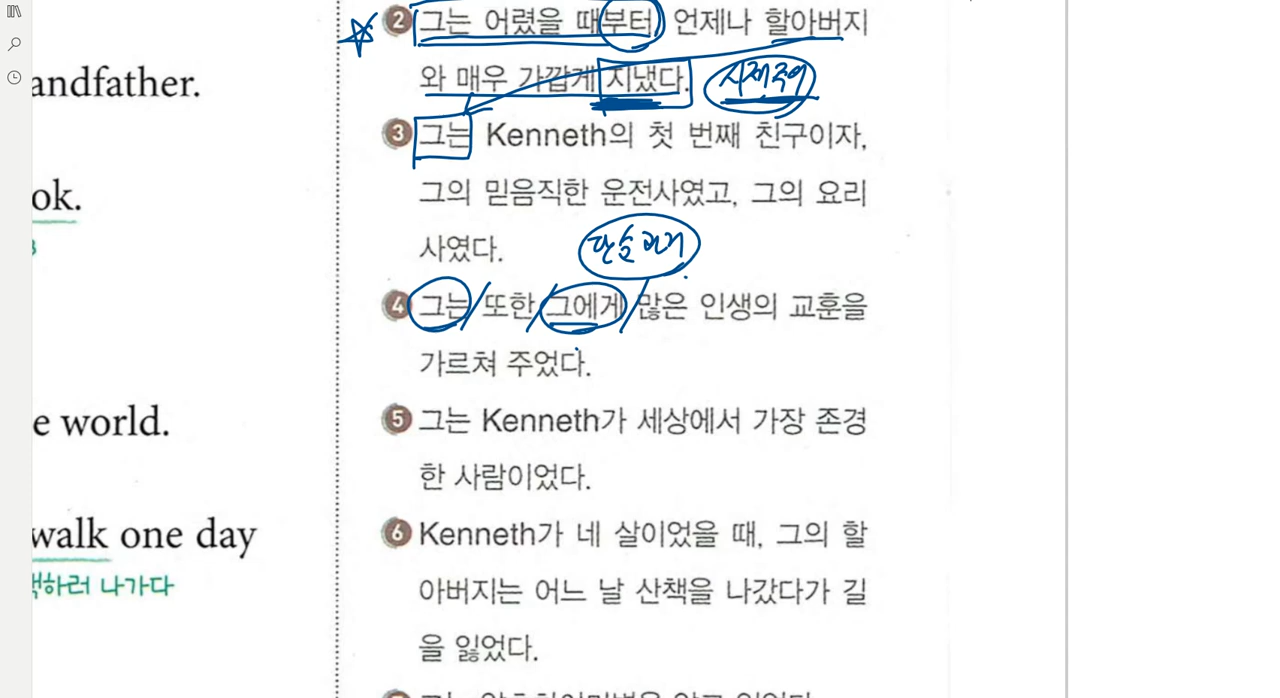 ② 그는 어렸을 때부터 언제나 할아버지
andfather.
와 매우 가깝게 지냈다. 시제주의
③ 그는 Kenneth의 첫 번째 친구이자,
ok.
그의 믿음직한 운전사였고, 그의 요리
사였다. 단순과거
④ 그는 또한 그에게 많은 인생의 교훈을
가르쳐 주었다.
e world.
⑤ 그는 Kenneth가 세상에서 가장 존경
한 사람이었다.
walk one day
하러 나가다
⑥ Kenneth가 네 살이었을 때, 그의 할
아버지는 어느 날 산책을 나갔다가 길
을 잃었다.